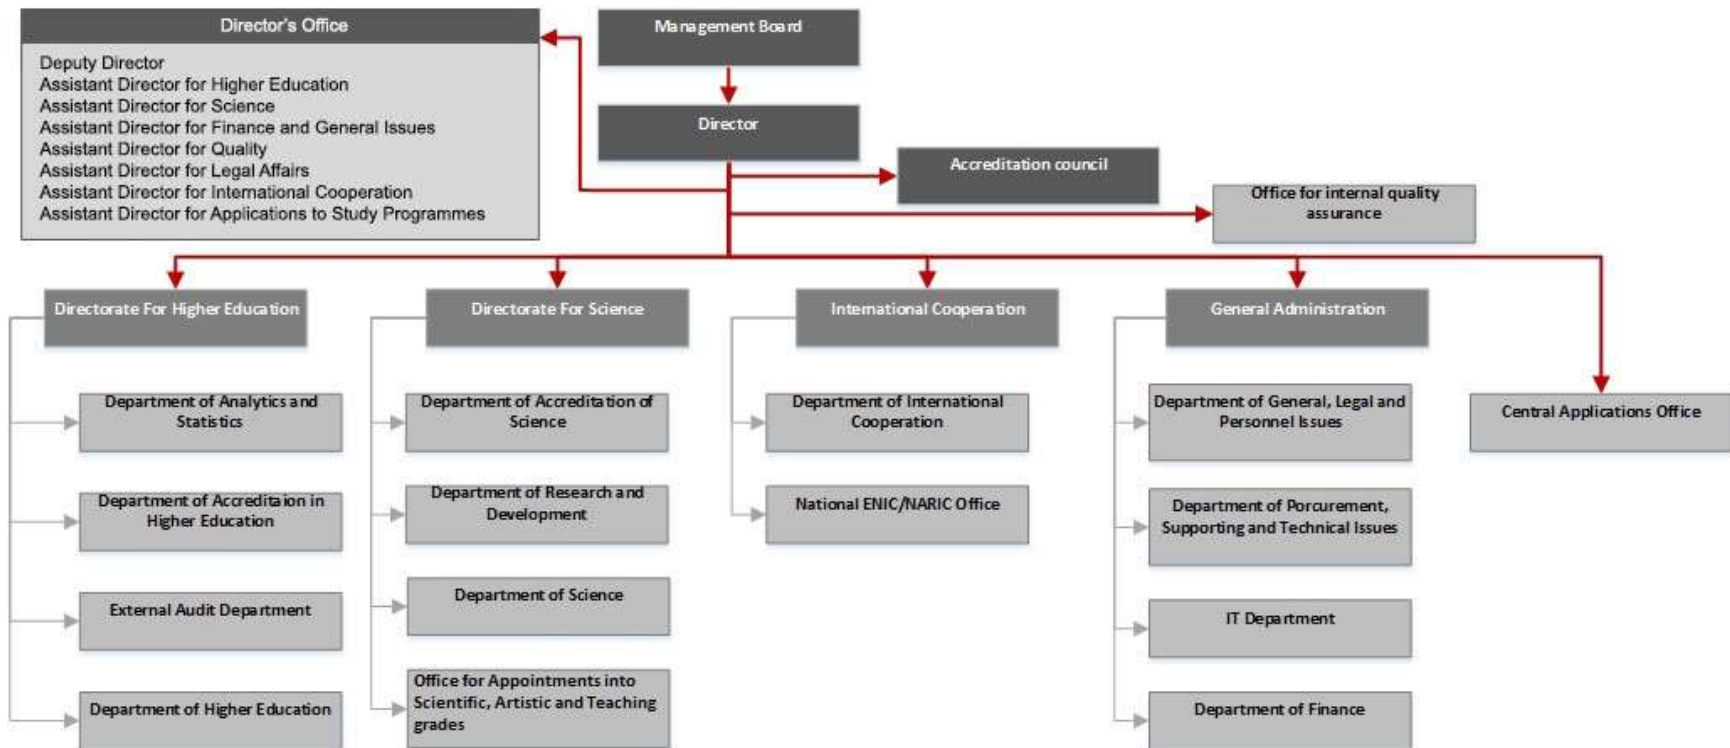 Director's Office
Deputy Director
Assistant Director for Higher Education
Assistant Director for Science
Assistant Director for Finance and General Issues
Assistant Director for Quality
Assistant Director for Legal Affairs
Assistant Director for International Cooperation
Assistant Director for Applications to Study Programmes
Management Board
Director
Accreditation council
Office for internal quality
assurance
Directorate For Higher Education
Department of Analytics and
Statistics
Department of Accreditaion in
Higher Education
External Audit Department
Department of Higher Education
Directorate For Science
Department of Accreditation of
Science
Department of Research and
Development
Department of Science
Office for Appointments into
Scientific, Artistic and Teaching
grades
International Cooperation
Department of International
Cooperation
National ENIC/NARIC Office
General Administration
Department of General, Legal and
Personnel Issues
Department of Porcurement,
Supporting and Technical Issues
IT Department
Department of Finance
Central Applications Office